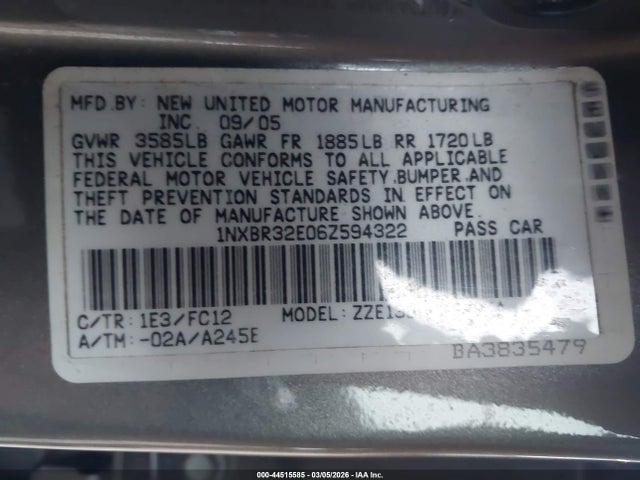 MFD.BY: NEW UNITED MOTOR MANUFACTURING
INC. 09/05
GVWR 3585LB GAWR FR 1885LB RR 1720LB
THIS VEHICLE CONFORMS TO ALL APPLICABLE
FEDERAL MOTOR VEHICLE SAFETY,BUMPER,AND
THEFT PREVENTION STANDARDS IN EFFECT ON
THE DATE OF MANUFACTURE SHOWN ABOVE.
1NXBR32E06Z594322 PASS CAR
C/TR: 1E3/FC12 MODEL:
A/TM: -02A/A245E
BA3835479
000-44515585 - 03/05/2026 - IAA Inc.